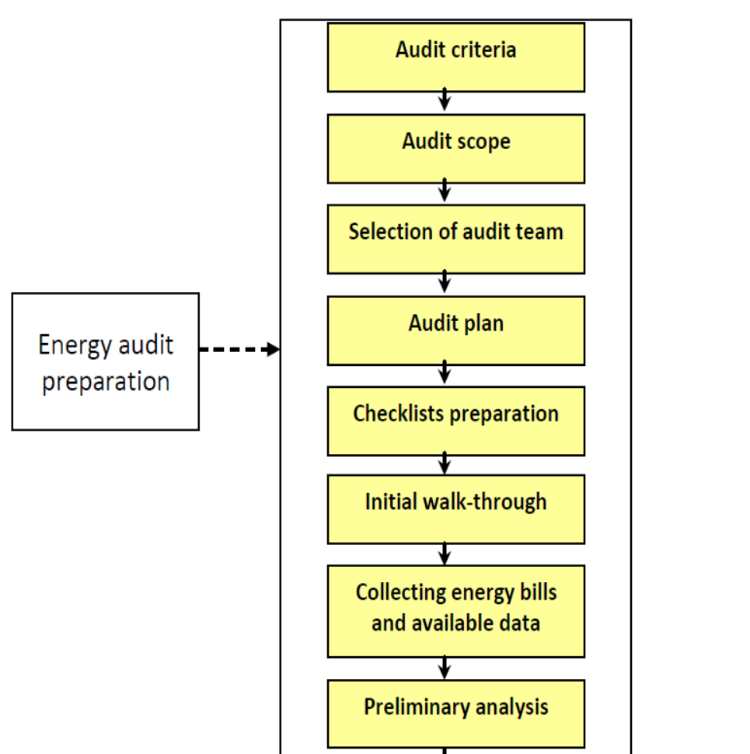 Audit criteria
Audit scope
Selection of audit team
Energy audit
preparation
Audit plan
Checklists preparation
Initial walk-through
Collecting energy bills
and available data
Preliminary analysis